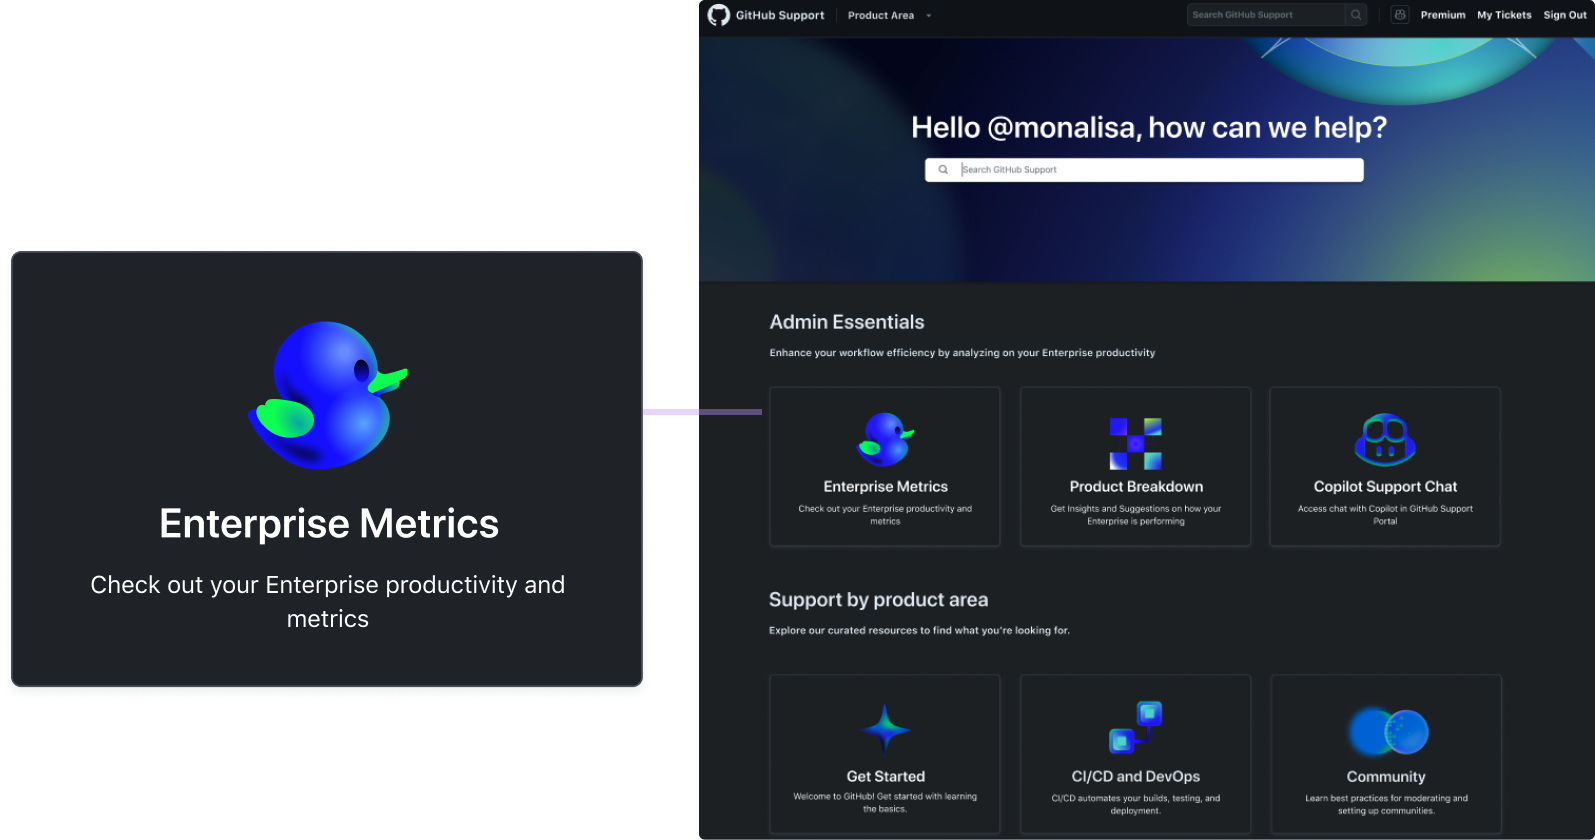 Enterprise Metrics
Check out your Enterprise productivity and
metrics
GitHub Support
Product Area
Search GitHub Support
Premium
My Tickets
Sign Out
Hello @monalisa, how can we help?
Search GitHub Support
Admin Essentials
Enhance your workflow efficiency by analyzing on your Enterprise productivity
Enterprise Metrics
Check out your Enterprise productivity and
metrics
Product Breakdown
Get Insights and Suggestions on how your
Enterprise is performing
Copilot Support Chat
Access chat with Copilot in GitHub Support
Portal
Support by product area
Explore our curated resources to find what you're looking for.
Get Started
Welcome to GitHub! Get started with learning
the basics.
CI/CD and DevOps
CI/CD automates your builds, testing, and
deployment.
Community
Learn best practices for moderating and
setting up communities.